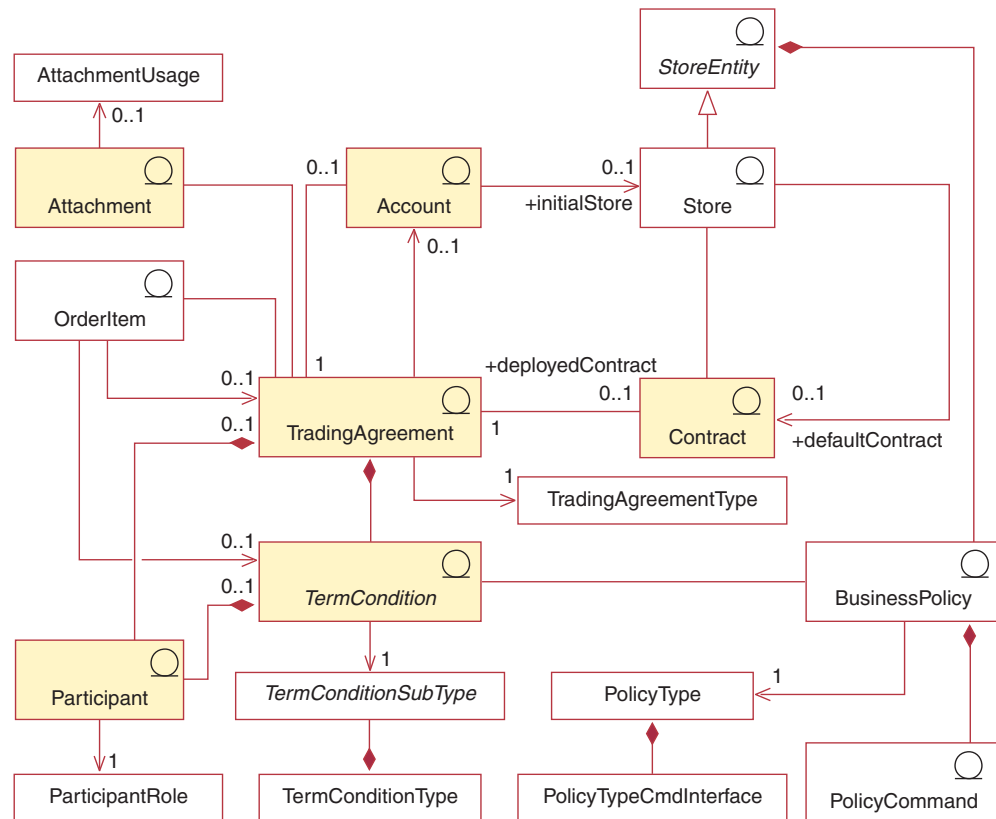 StoreEntity
AttachmentUsage
0..1
Attachment
0..1
Account
0..1
+initialStore
Store
0..1
OrderItem
0..1
1
+deployedContract
0..1
0..1
TradingAgreement
0..1
1
Contract
+defaultContract
1
TradingAgreementType
0..1
0..1
TermCondition
BusinessPolicy
1
1
Participant
TermConditionSubType
PolicyType
1
ParticipantRole
TermConditionType
PolicyTypeCmdInterface
PolicyCommand